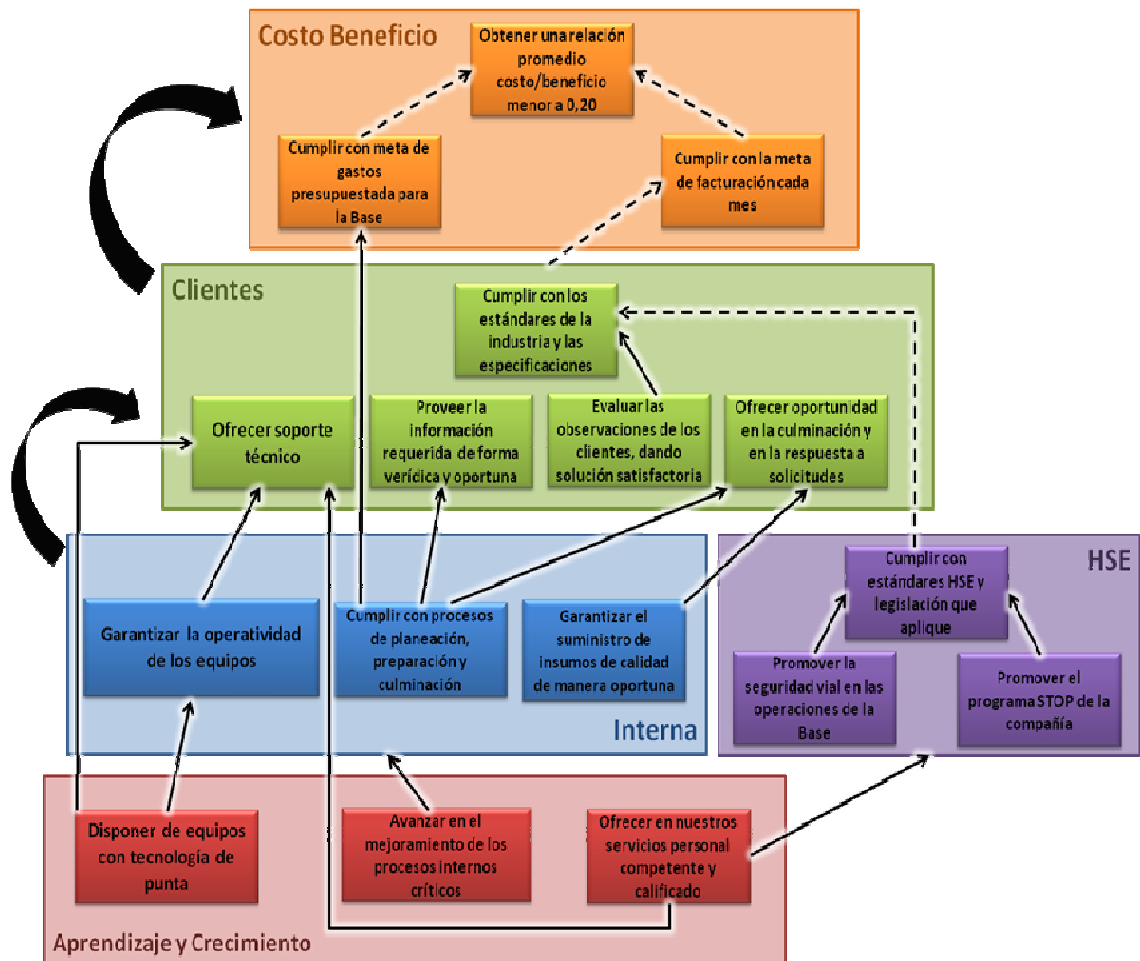 Costo Beneficio
Obtener una relación
promedio
costo/beneficio
menor a 0,20
Cumplir con meta de
gastos
presupuestada para
la Base
Cumplir con la meta
de facturación cada
mes
Clientes
Cumplir con los
estándares de la
industria y las
especificaciones
Ofrecer soporte
técnico
Proveer la
información
requerida de forma
verídica y oportuna
Evaluar las
observaciones de los
clientes, dando
solución satisfactoria
Ofrecer oportunidad
en la culminación y
en la respuesta a
solicitudes
Garantizar la operatividad
de los equipos
Cumplir con procesos
de planeación,
preparación y
culminación
Garantizar el
suministro de
insumos de calidad
de manera oportuna
Interna
HSE
Cumplir con
estándares HSE y
legislación que
aplique
Promover la
seguridad vial en las
operaciones de la
Base
Promover el
programa STOP de la
compañía
Disponer de equipos
con tecnología de
punta
Avanzar en el
mejoramiento de los
procesos internos
críticos
Ofrecer en nuestros
servicios personal
competente y
calificado
Aprendizaje y Crecimiento